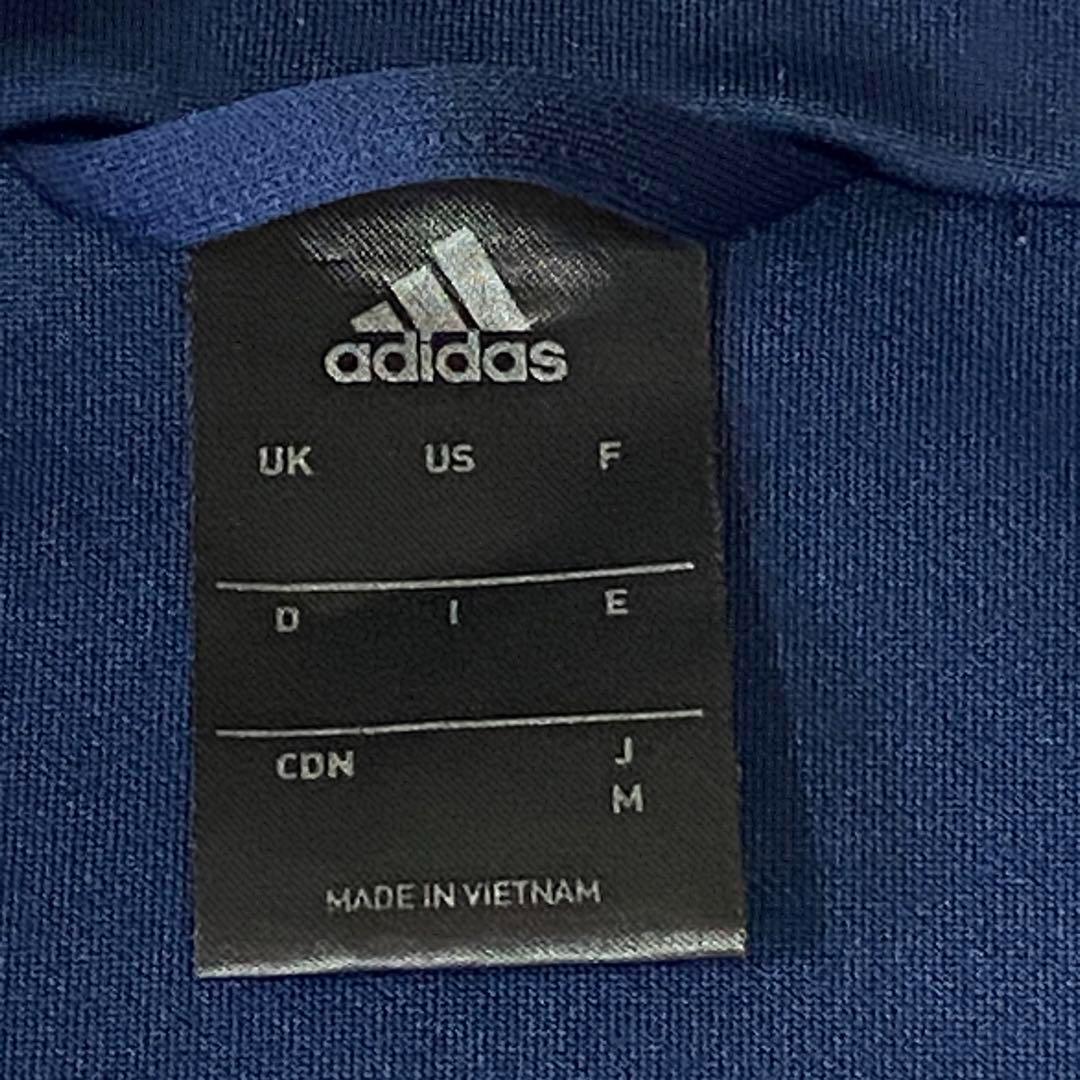 adidas
UK US F
D I E
CDN J
M
MADE IN VIETNAM